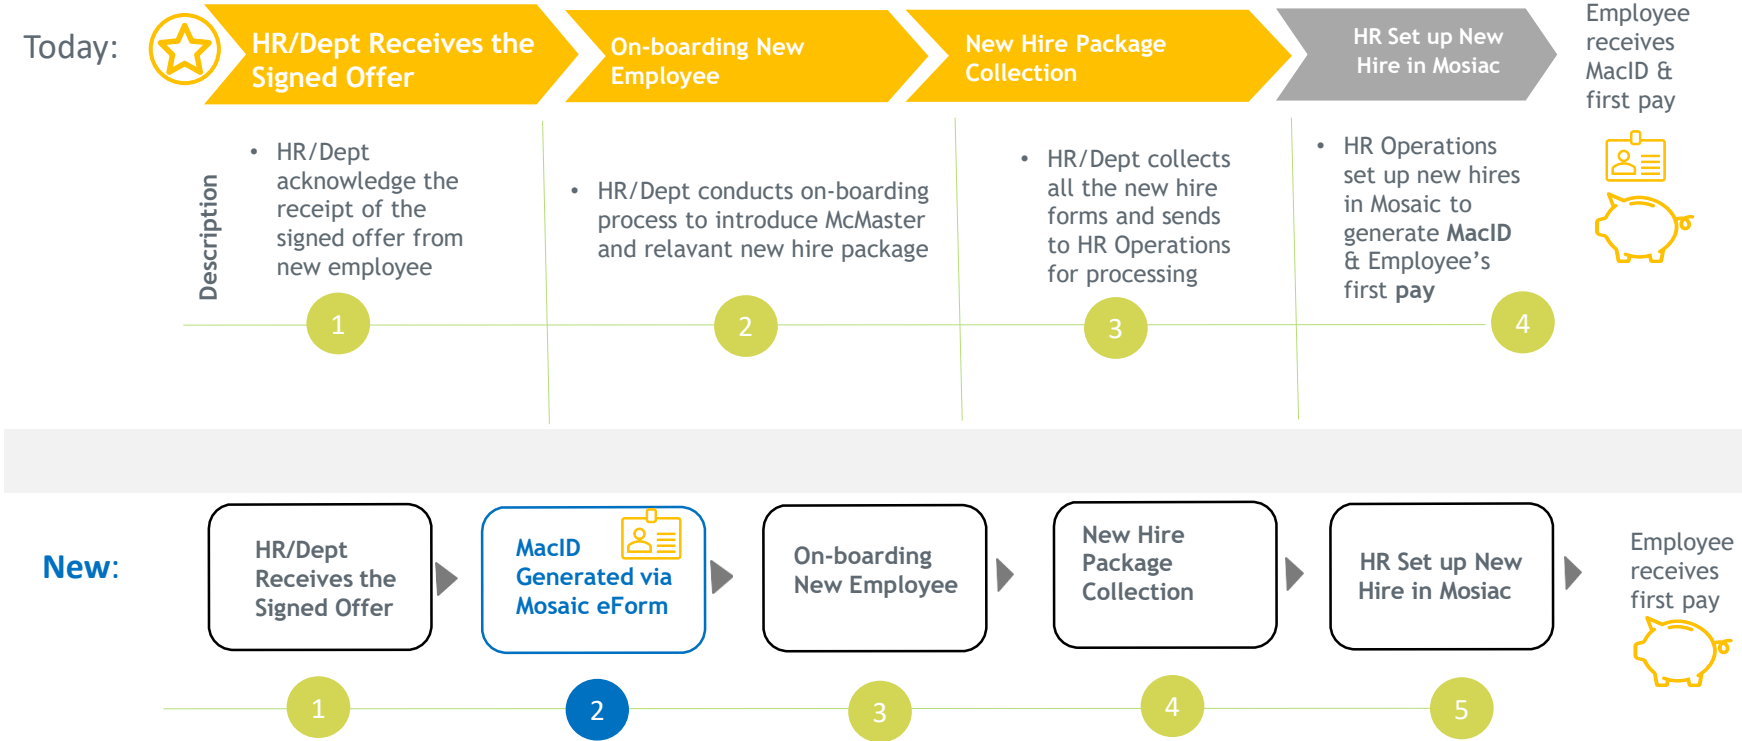 Today:
HR/Dept Receives the
Signed Offer
On-boarding New
Employee
New Hire Package
Collection
HR Set up New
Hire in Mosiac
Employee
receives
MacID &
first pay
Description
• HR/Dept
acknowledge the
receipt of the
signed offer from
new employee
• HR/Dept conducts on-boarding
process to introduce McMaster
and relavant new hire package
• HR/Dept collects
all the new hire
forms and sends
to HR Operations
for processing
• HR Operations
set up new hires
in Mosaic to
generate MacID
& Employee’s
first pay
1
2
3
4
New:
HR/Dept
Receives the
Signed Offer
MacID
Generated via
Mosaic eForm
On-boarding
New Employee
New Hire
Package
Collection
HR Set up New
Hire in Mosiac
Employee
receives
first pay
1
2
3
4
5